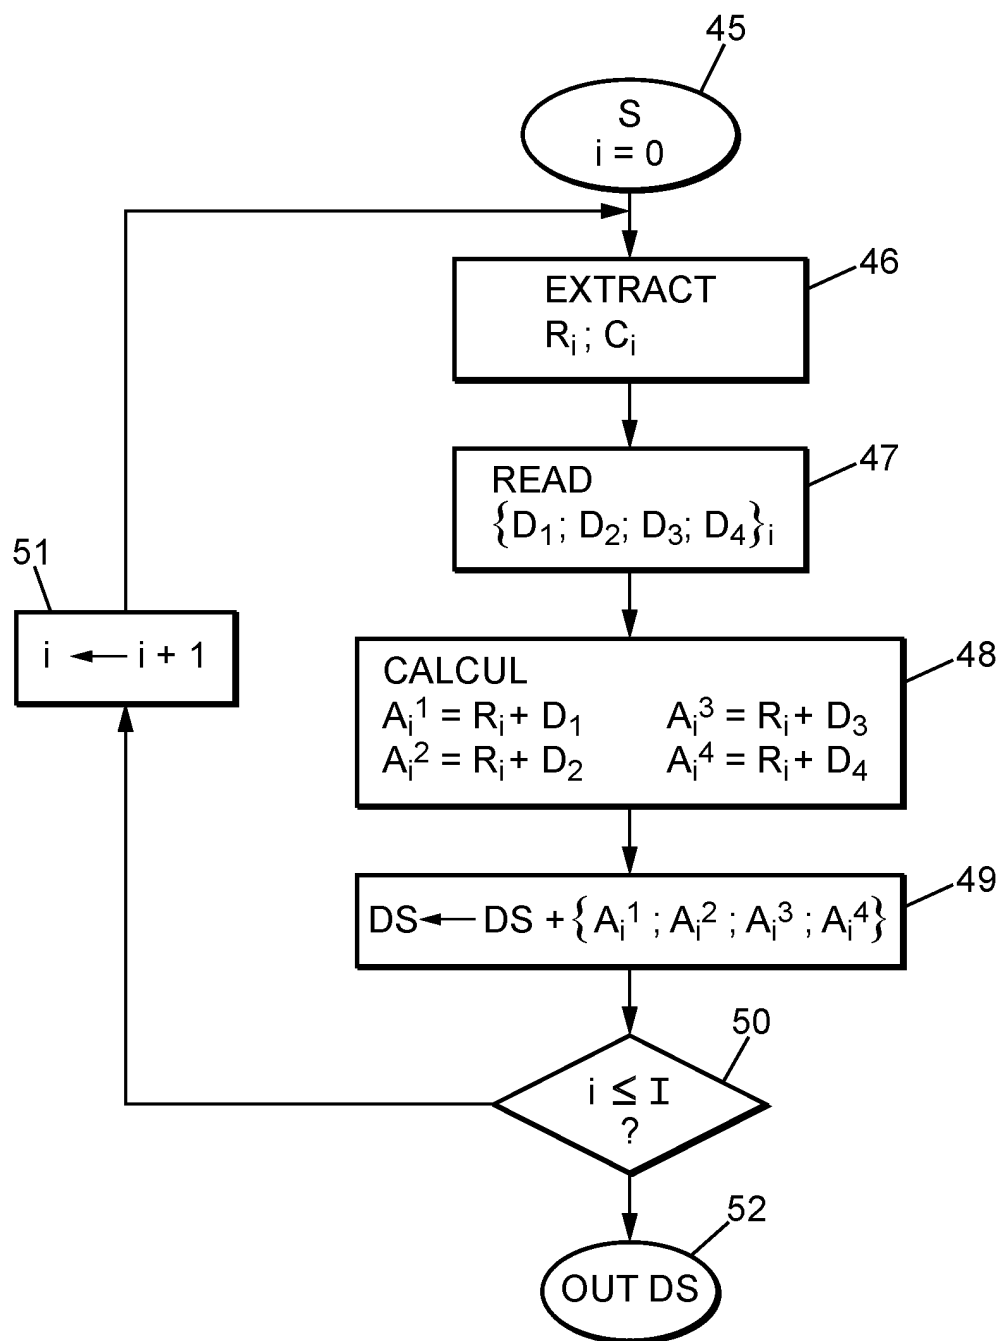 45
S
i = 0
46
EXTRACT
Rᵢ ; Cᵢ
47
READ
{D₁; D₂; D₃; D₄}ᵢ
51
i ← i + 1
48
CALCUL
Aᵢ¹ = Rᵢ + D₁ Aᵢ³ = Rᵢ + D₃
Aᵢ² = Rᵢ + D₂ Aᵢ⁴ = Rᵢ + D₄
49
DS ← DS + {Aᵢ¹ ; Aᵢ² ; Aᵢ³ ; Aᵢ⁴}
50
i ≤ I
?
52
OUT DS